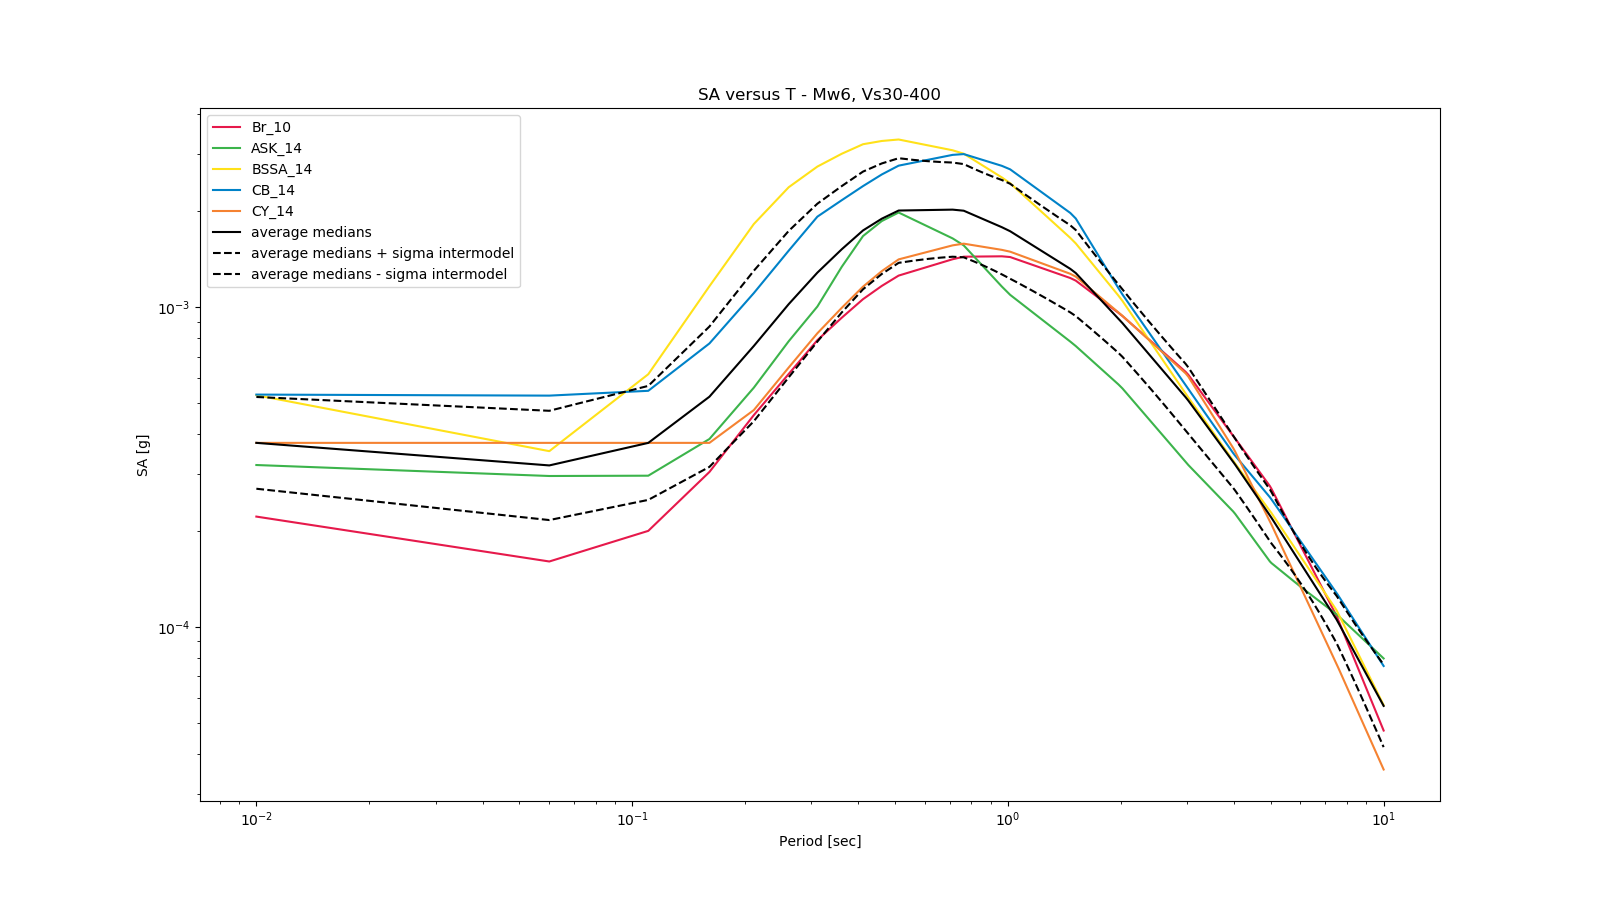 SA versus T - Mw6, Vs30-400
Br_10
ASK_14
BSSA_14
CB_14
CY_14
average medians
average medians + sigma intermodel
average medians - sigma intermodel
SA [g]
10⁻³
10⁻⁴
10⁻² 10⁻¹ 10⁰ 10¹
Period [sec]